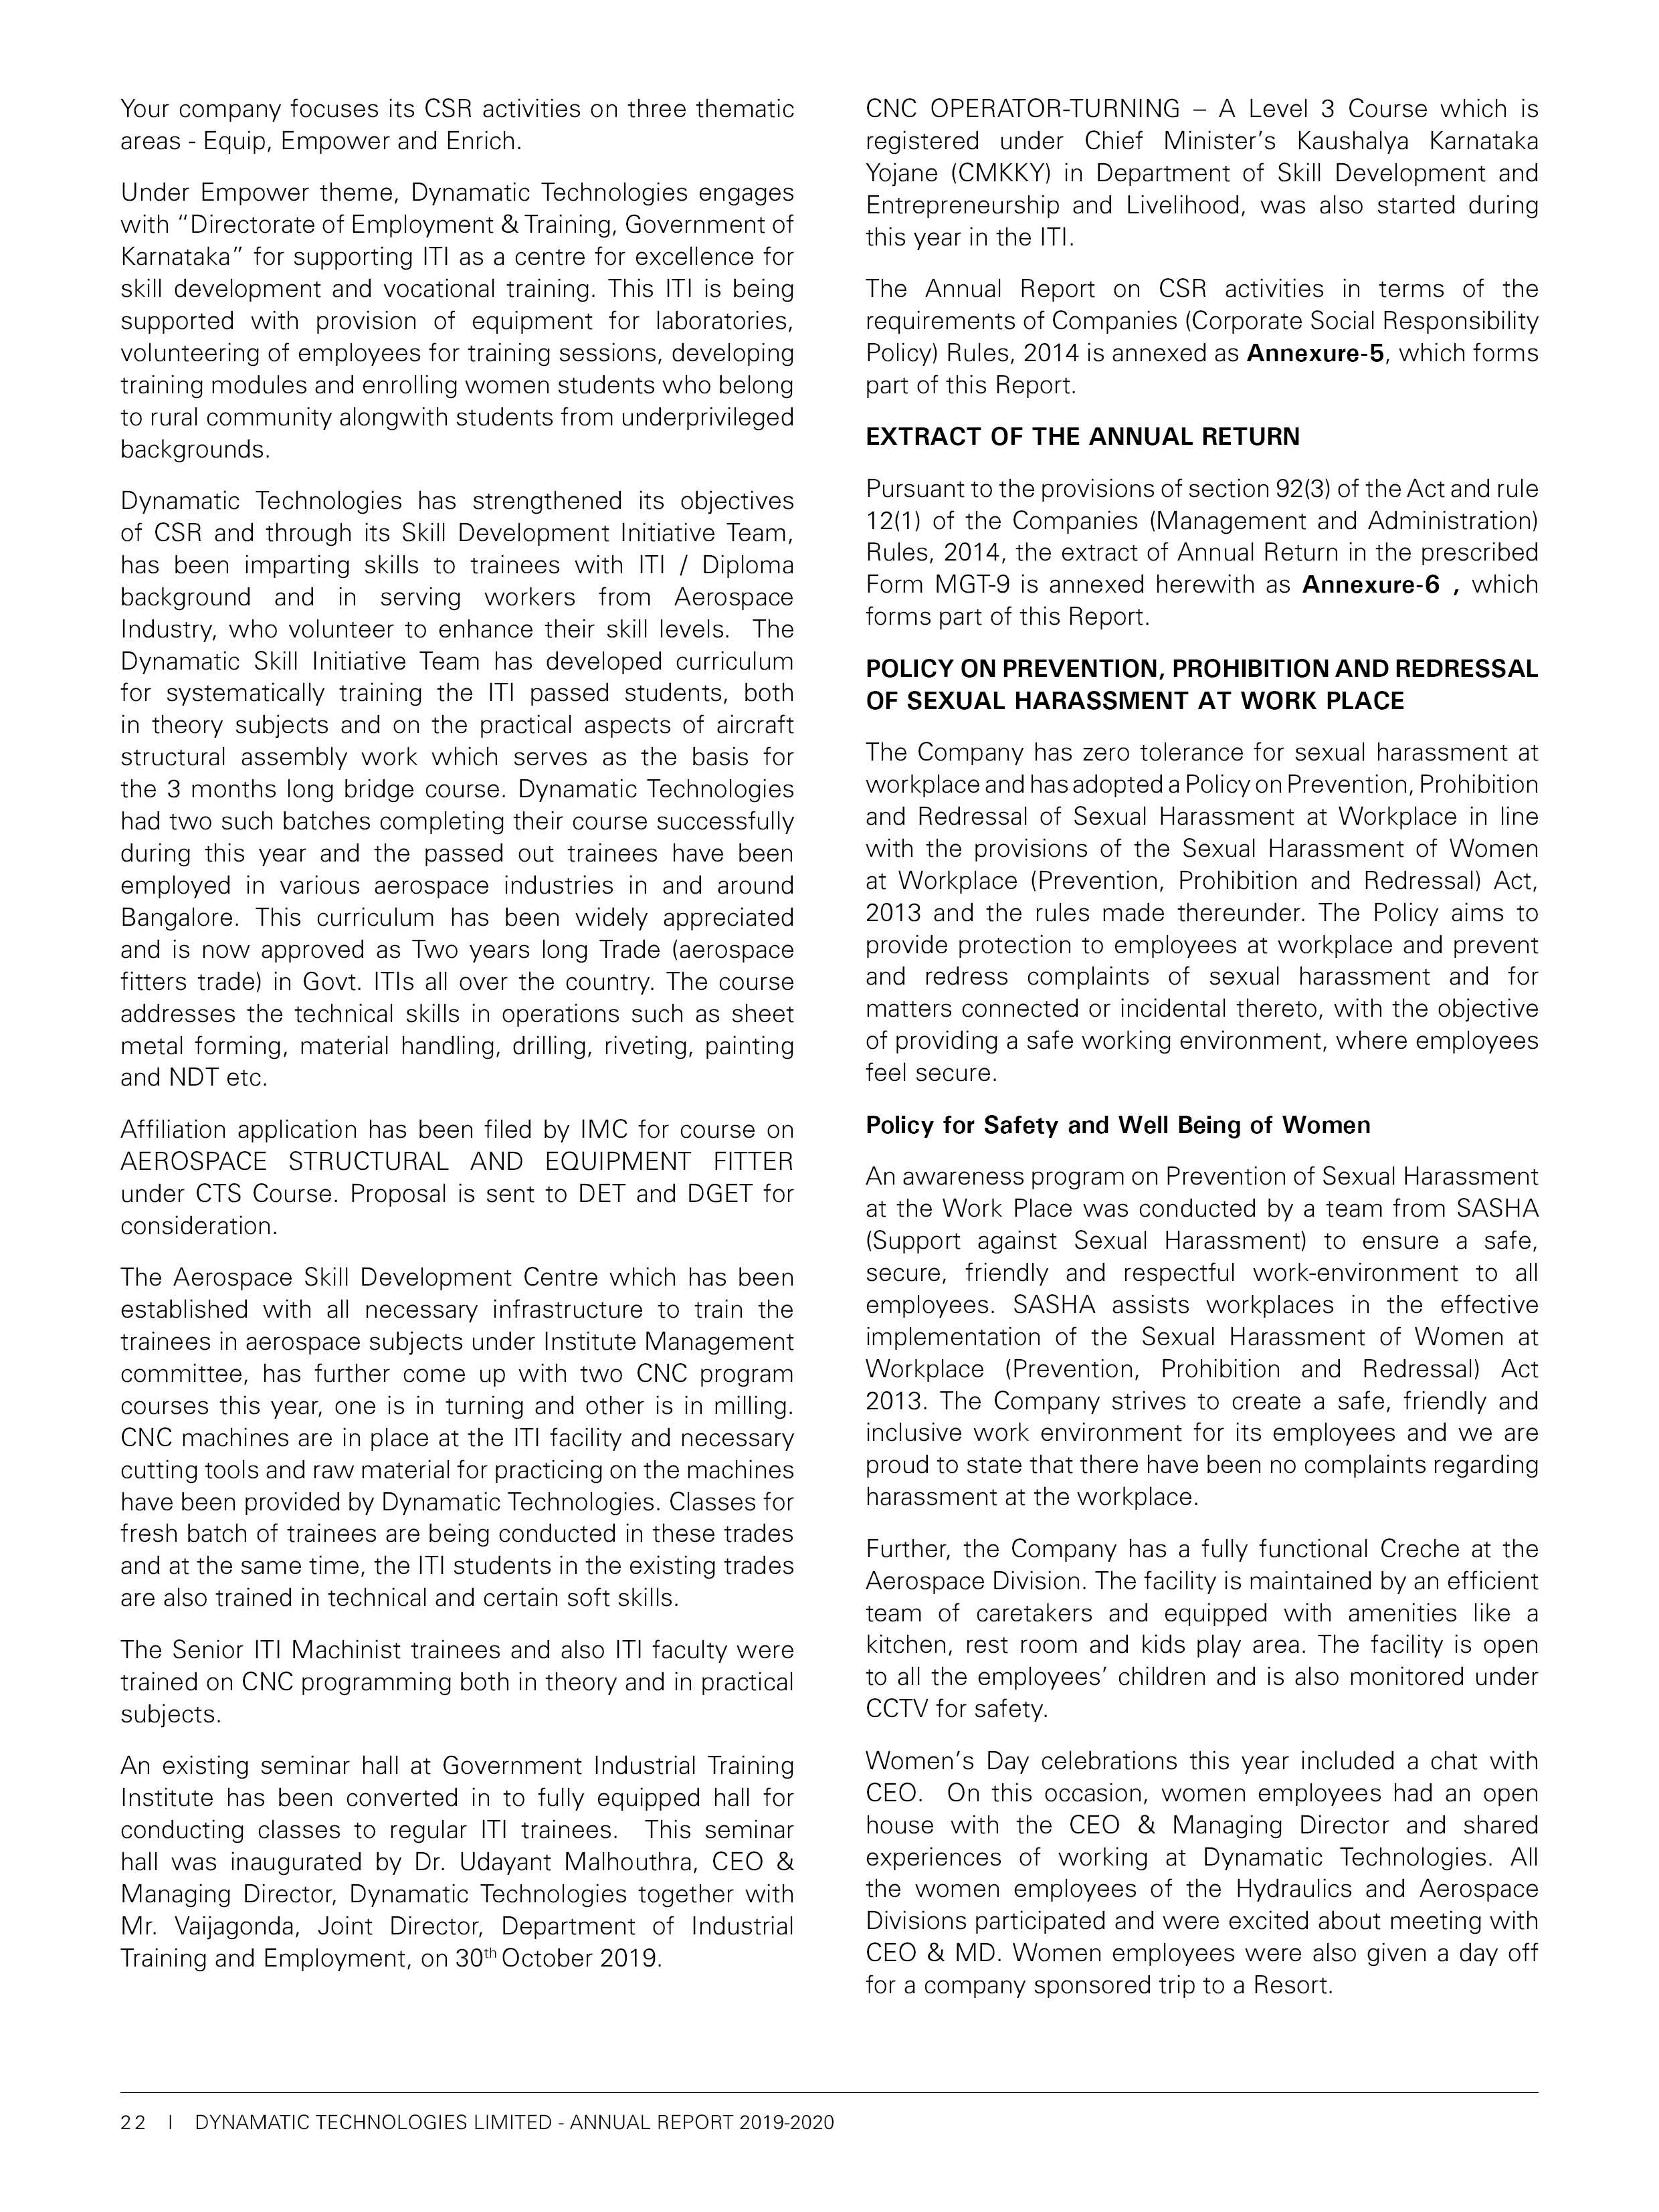 Your company focuses its CSR activities on three thematic
areas - Equip, Empower and Enrich.
Under Empower theme, Dynamatic Technologies engages
with “Directorate of Employment & Training, Government of
Karnataka” for supporting ITI as a centre for excellence for
skill development and vocational training. This ITI is being
supported with provision of equipment for laboratories,
volunteering of employees for training sessions, developing
training modules and enrolling women students who belong
to rural community alongwith students from underprivileged
backgrounds.
Dynamatic Technologies has strengthened its objectives
of CSR and through its Skill Development Initiative Team,
has been imparting skills to trainees with ITI / Diploma
background and in serving workers from Aerospace
Industry, who volunteer to enhance their skill levels. The
Dynamatic Skill Initiative Team has developed curriculum
for systematically training the ITI passed students, both
in theory subjects and on the practical aspects of aircraft
structural assembly work which serves as the basis for
the 3 months long bridge course. Dynamatic Technologies
had two such batches completing their course successfully
during this year and the passed out trainees have been
employed in various aerospace industries in and around
Bangalore. This curriculum has been widely appreciated
and is now approved as Two years long Trade (aerospace
fitters trade) in Govt. ITIs all over the country. The course
addresses the technical skills in operations such as sheet
metal forming, material handling, drilling, riveting, painting
and NDT etc.
Affiliation application has been filed by IMC for course on
AEROSPACE STRUCTURAL AND EQUIPMENT FITTER
under CTS Course. Proposal is sent to DET and DGET for
consideration.
The Aerospace Skill Development Centre which has been
established with all necessary infrastructure to train the
trainees in aerospace subjects under Institute Management
committee, has further come up with two CNC program
courses this year, one is in turning and other is in milling.
CNC machines are in place at the ITI facility and necessary
cutting tools and raw material for practicing on the machines
have been provided by Dynamatic Technologies. Classes for
fresh batch of trainees are being conducted in these trades
and at the same time, the ITI students in the existing trades
are also trained in technical and certain soft skills.
The Senior ITI Machinist trainees and also ITI faculty were
trained on CNC programming both in theory and in practical
subjects.
An existing seminar hall at Government Industrial Training
Institute has been converted in to fully equipped hall for
conducting classes to regular ITI trainees. This seminar
hall was inaugurated by Dr. Udayant Malhouthra, CEO &
Managing Director, Dynamatic Technologies together with
Mr. Vaijagonda, Joint Director, Department of Industrial
Training and Employment, on 30th October 2019.
CNC OPERATOR-TURNING – A Level 3 Course which is
registered under Chief Minister’s Kaushalya Karnataka
Yojane (CMKKY) in Department of Skill Development and
Entrepreneurship and Livelihood, was also started during
this year in the ITI.
The Annual Report on CSR activities in terms of the
requirements of Companies (Corporate Social Responsibility
Policy) Rules, 2014 is annexed as Annexure-5, which forms
part of this Report.
EXTRACT OF THE ANNUAL RETURN
Pursuant to the provisions of section 92(3) of the Act and rule
12(1) of the Companies (Management and Administration)
Rules, 2014, the extract of Annual Return in the prescribed
Form MGT-9 is annexed herewith as Annexure-6 , which
forms part of this Report.
POLICY ON PREVENTION, PROHIBITION AND REDRESSAL
OF SEXUAL HARASSMENT AT WORK PLACE
The Company has zero tolerance for sexual harassment at
workplace and has adopted a Policy on Prevention, Prohibition
and Redressal of Sexual Harassment at Workplace in line
with the provisions of the Sexual Harassment of Women
at Workplace (Prevention, Prohibition and Redressal) Act,
2013 and the rules made thereunder. The Policy aims to
provide protection to employees at workplace and prevent
and redress complaints of sexual harassment and for
matters connected or incidental thereto, with the objective
of providing a safe working environment, where employees
feel secure.
Policy for Safety and Well Being of Women
An awareness program on Prevention of Sexual Harassment
at the Work Place was conducted by a team from SASHA
(Support against Sexual Harassment) to ensure a safe,
secure, friendly and respectful work-environment to all
employees. SASHA assists workplaces in the effective
implementation of the Sexual Harassment of Women at
Workplace (Prevention, Prohibition and Redressal) Act
2013. The Company strives to create a safe, friendly and
inclusive work environment for its employees and we are
proud to state that there have been no complaints regarding
harassment at the workplace.
Further, the Company has a fully functional Creche at the
Aerospace Division. The facility is maintained by an efficient
team of caretakers and equipped with amenities like a
kitchen, rest room and kids play area. The facility is open
to all the employees’ children and is also monitored under
CCTV for safety.
Women’s Day celebrations this year included a chat with
CEO. On this occasion, women employees had an open
house with the CEO & Managing Director and shared
experiences of working at Dynamatic Technologies. All
the women employees of the Hydraulics and Aerospace
Divisions participated and were excited about meeting with
CEO & MD. Women employees were also given a day off
for a company sponsored trip to a Resort.
22 I DYNAMATIC TECHNOLOGIES LIMITED - ANNUAL REPORT 2019-2020